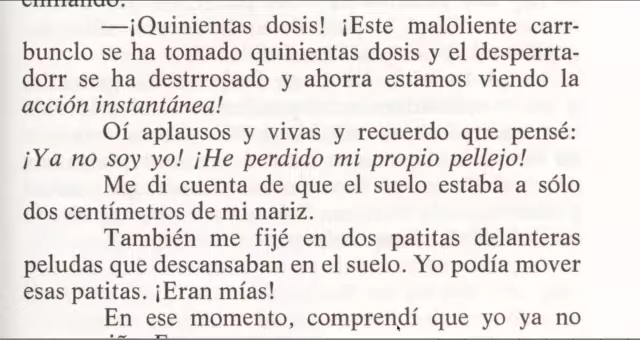 —¡Quinientas dosis! ¡Este maloliente carr-
bunclo se ha tomado quinientas dosis y el desperrta-
dorr se ha destrrosado y ahorra estamos viendo la
acción instantánea!
Oí aplausos y vivas y recuerdo que pensé:
¡Ya no soy yo! ¡He perdido mi propio pellejo!
Me di cuenta de que el suelo estaba a sólo
dos centímetros de mi nariz.
También me fijé en dos patitas delanteras
peludas que descansaban en el suelo. Yo podía mover
esas patitas. ¡Eran mías!
En ese momento, comprendí que yo ya no